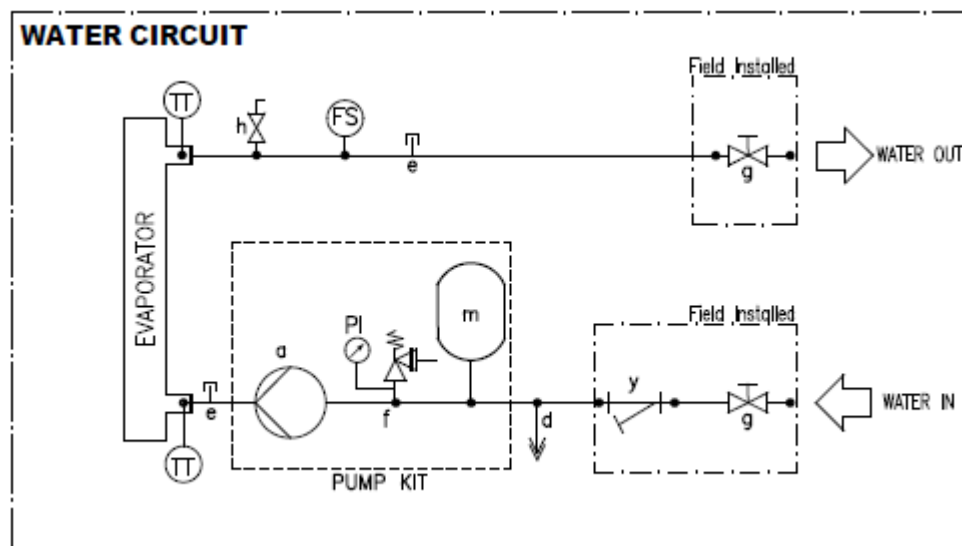 WATER CIRCUIT
Field Installed
TT
h
FS
e
g
WATER OUT
EVAPORATOR
m
PI
a
Field Installed
y
e
f
d
g
WATER IN
TT
PUMP KIT